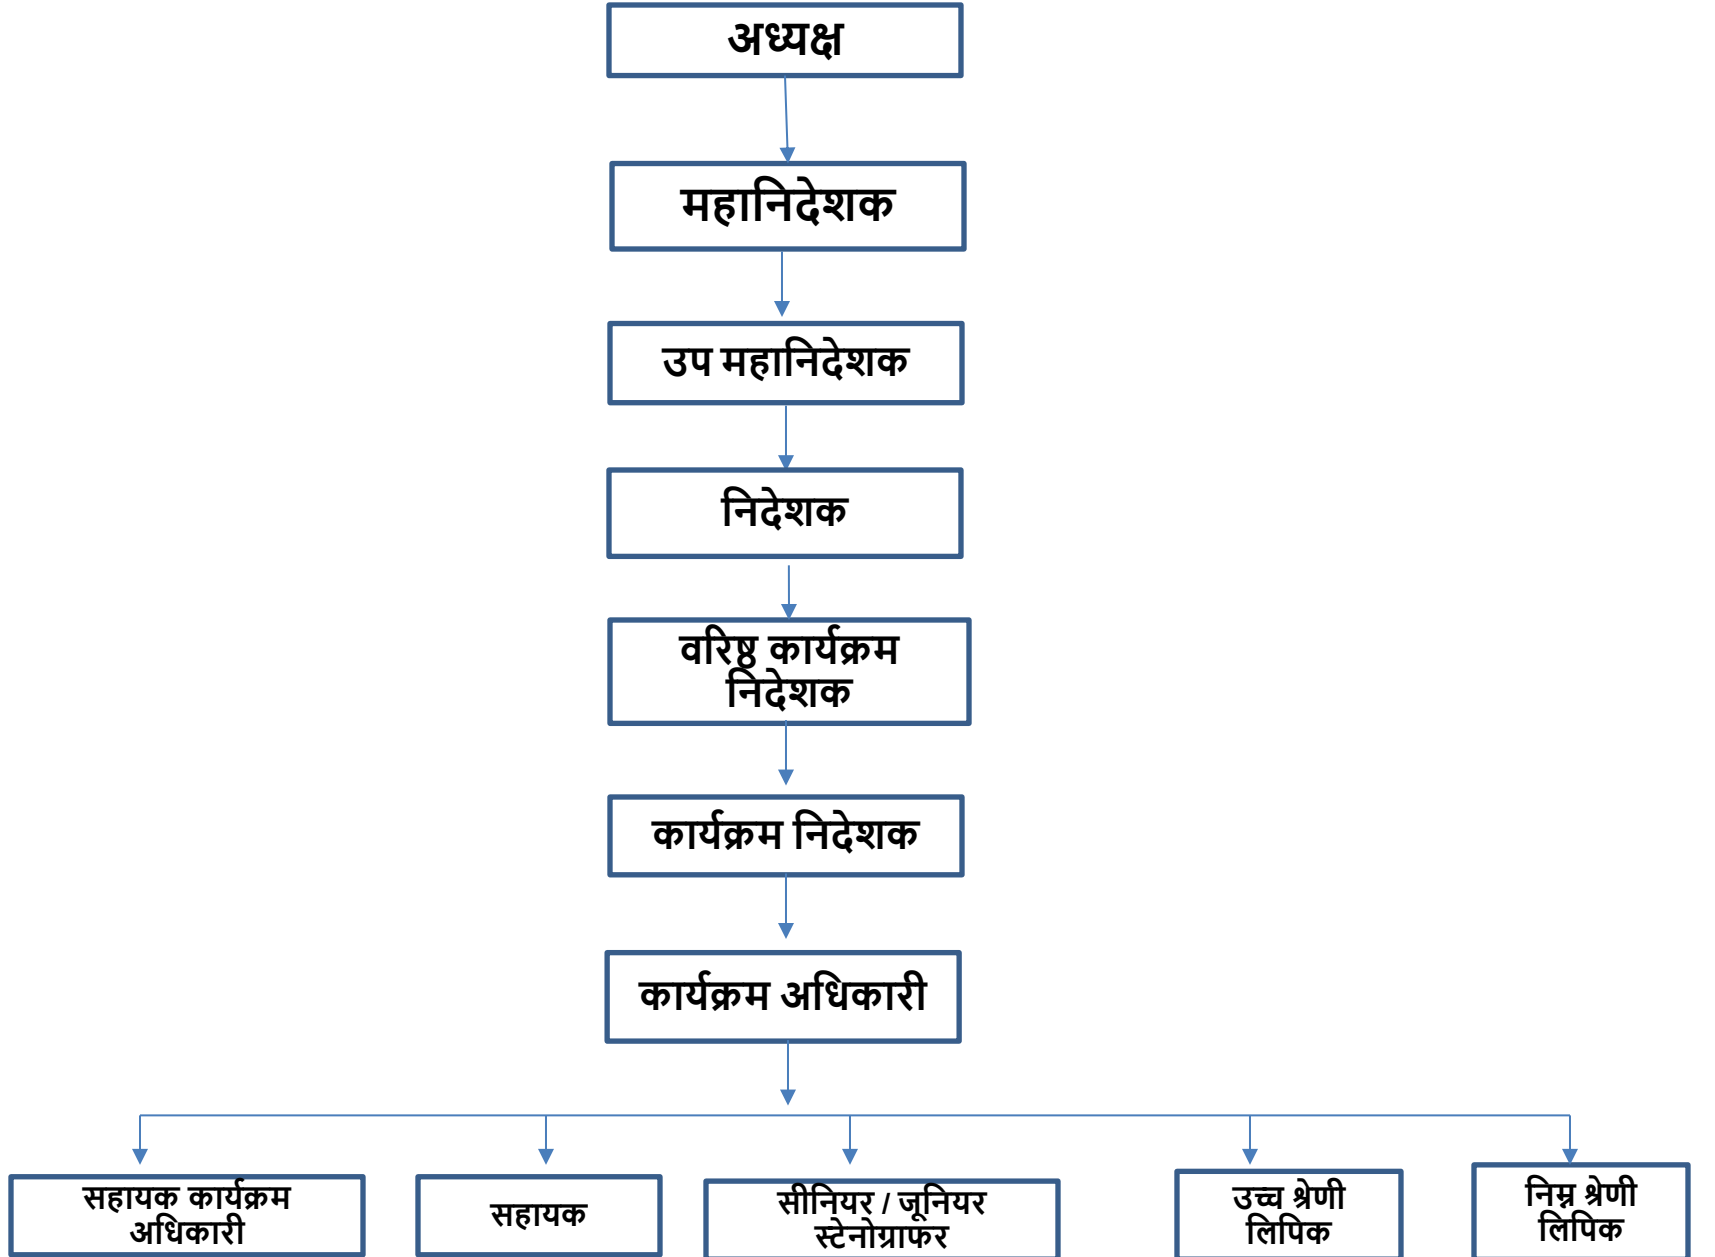 अध्यक्ष
महानिदेशक
उप महानिदेशक
निदेशक
वरिष्ठ कार्यक्रम
निदेशक
कार्यक्रम निदेशक
कार्यक्रम अधिकारी
सहायक कार्यक्रम
अधिकारी
सहायक
सीनियर / जूनियर
स्टेनोग्राफर
उच्च श्रेणी
लिपिक
निम्न श्रेणी
लिपिक